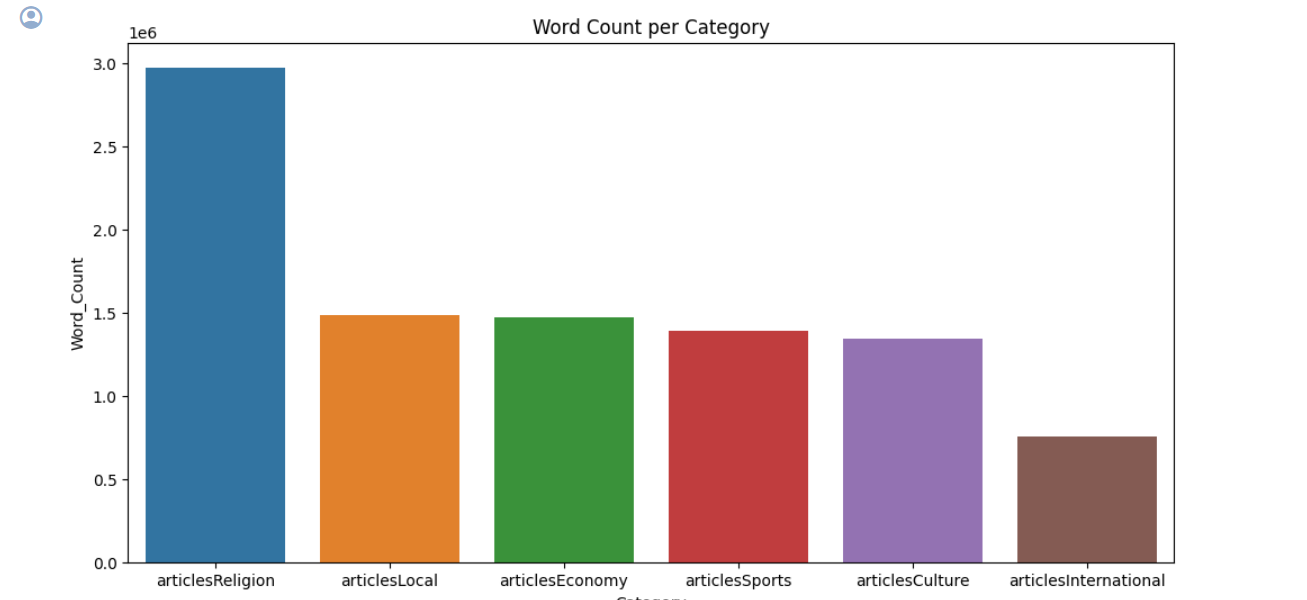 Word Count per Category
1e6
3.0
2.5
2.0
1.5
1.0
0.5
0.0
Word_Count
articlesReligion articlesLocal articlesEconomy articlesSports articlesCulture articlesInternational
Category